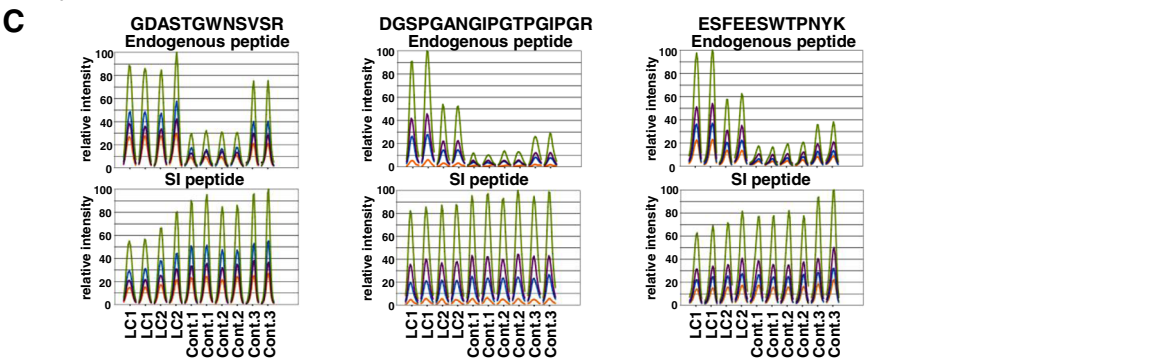 C
GDASTGWNSVSR
Endogenous peptide
relative intensity
100
80
60
40
20
0
SI peptide
relative intensity
100
80
60
40
20
0
LC1
LC1
LC2
LC2
Cont.1
Cont.1
Cont.2
Cont.2
Cont.3
Cont.3
DGSPGANGIPGTPGIPGR
Endogenous peptide
relative intensity
100
80
60
40
20
0
SI peptide
relative intensity
100
80
60
40
20
0
LC1
LC1
LC2
LC2
Cont.1
Cont.1
Cont.2
Cont.2
Cont.3
Cont.3
ESFEESWTPNYK
Endogenous peptide
relative intensity
100
80
60
40
20
0
SI peptide
relative intensity
100
80
60
40
20
0
LC1
LC1
LC2
LC2
Cont.1
Cont.1
Cont.2
Cont.2
Cont.3
Cont.3